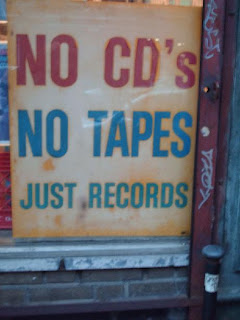 NO CD's
NO TAPES
JUST RECORDS